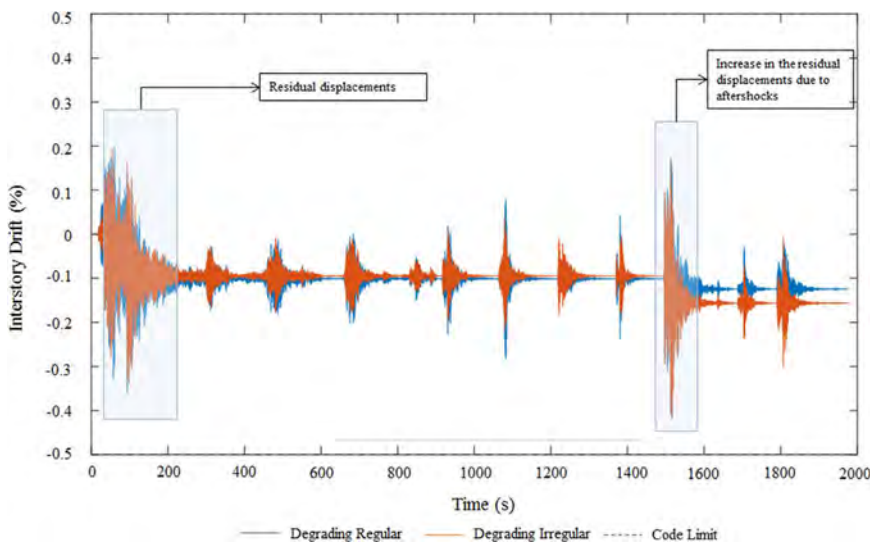 0.5
0.4
0.3
0.2
0.1
0
-0.1
-0.2
-0.3
-0.4
-0.5
Interstory Drift (%)
Residual displacements
Increase in the residual
displacements due to
aftershocks
0 200 400 600 800 1000 1200 1400 1600 1800 2000
Time (s)
Degrading Regular Degrading Irregular Code Limit